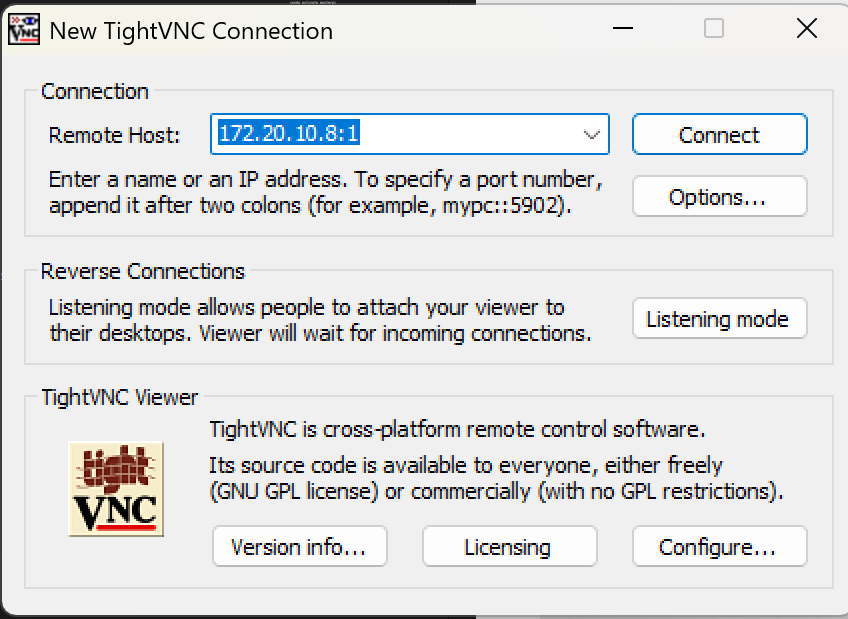 New TightVNC Connection
Connection
Remote Host: 172.20.10.8:1 Connect
Enter a name or an IP address. To specify a port number,
append it after two colons (for example, mypc::5902).
Options...
Reverse Connections
Listening mode allows people to attach your viewer to
their desktops. Viewer will wait for incoming connections.
Listening mode
TightVNC Viewer
tight
VNC
TightVNC is cross-platform remote control software.
Its source code is available to everyone, either freely
(GNU GPL license) or commercially (with no GPL restrictions).
Version info... Licensing Configure...